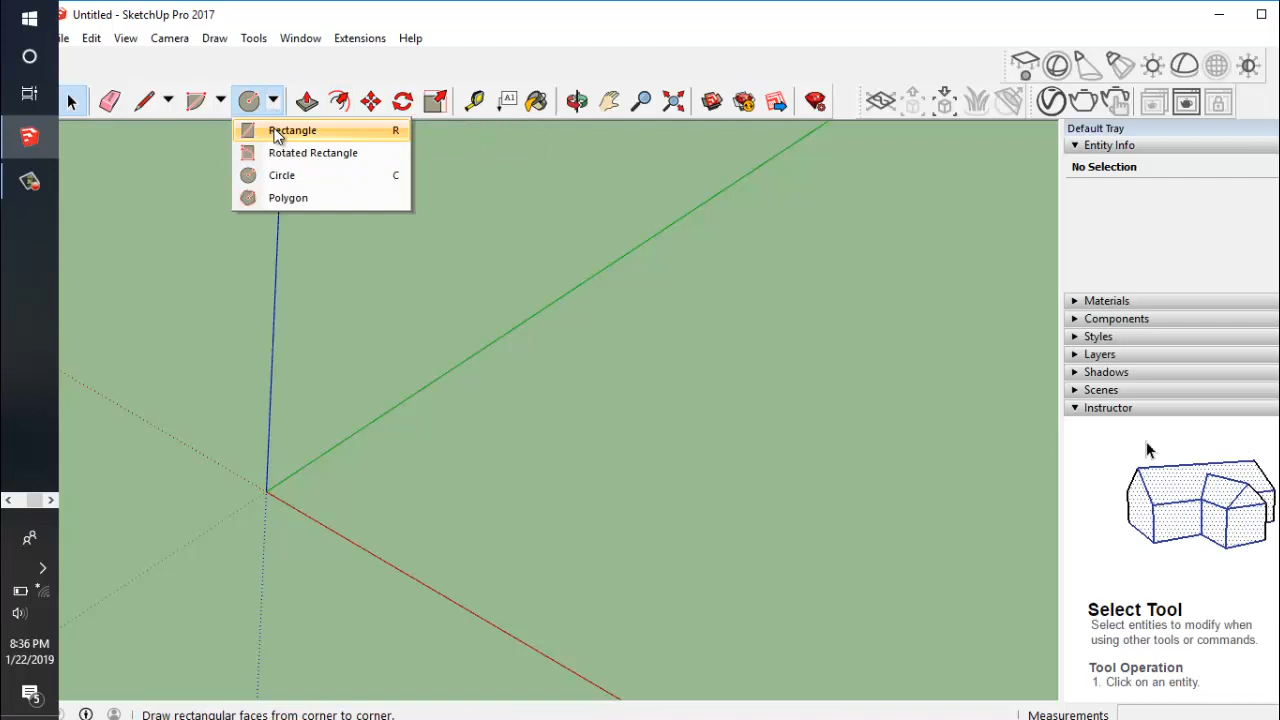 Untitled - SketchUp Pro 2017
ile Edit View Camera Draw Tools Window Extensions Help
A1
Rectangle R
Rotated Rectangle
Circle C
Polygon
Default Tray
Entity Info
No Selection
Materials
Components
Styles
Layers
Shadows
Scenes
Instructor
Select Tool
Select entities to modify when
using other tools or commands.
Tool Operation
1. Click on an entity.
8:36 PM
1/22/2019
5
Draw rectangular faces from corner to corner.
Measurements